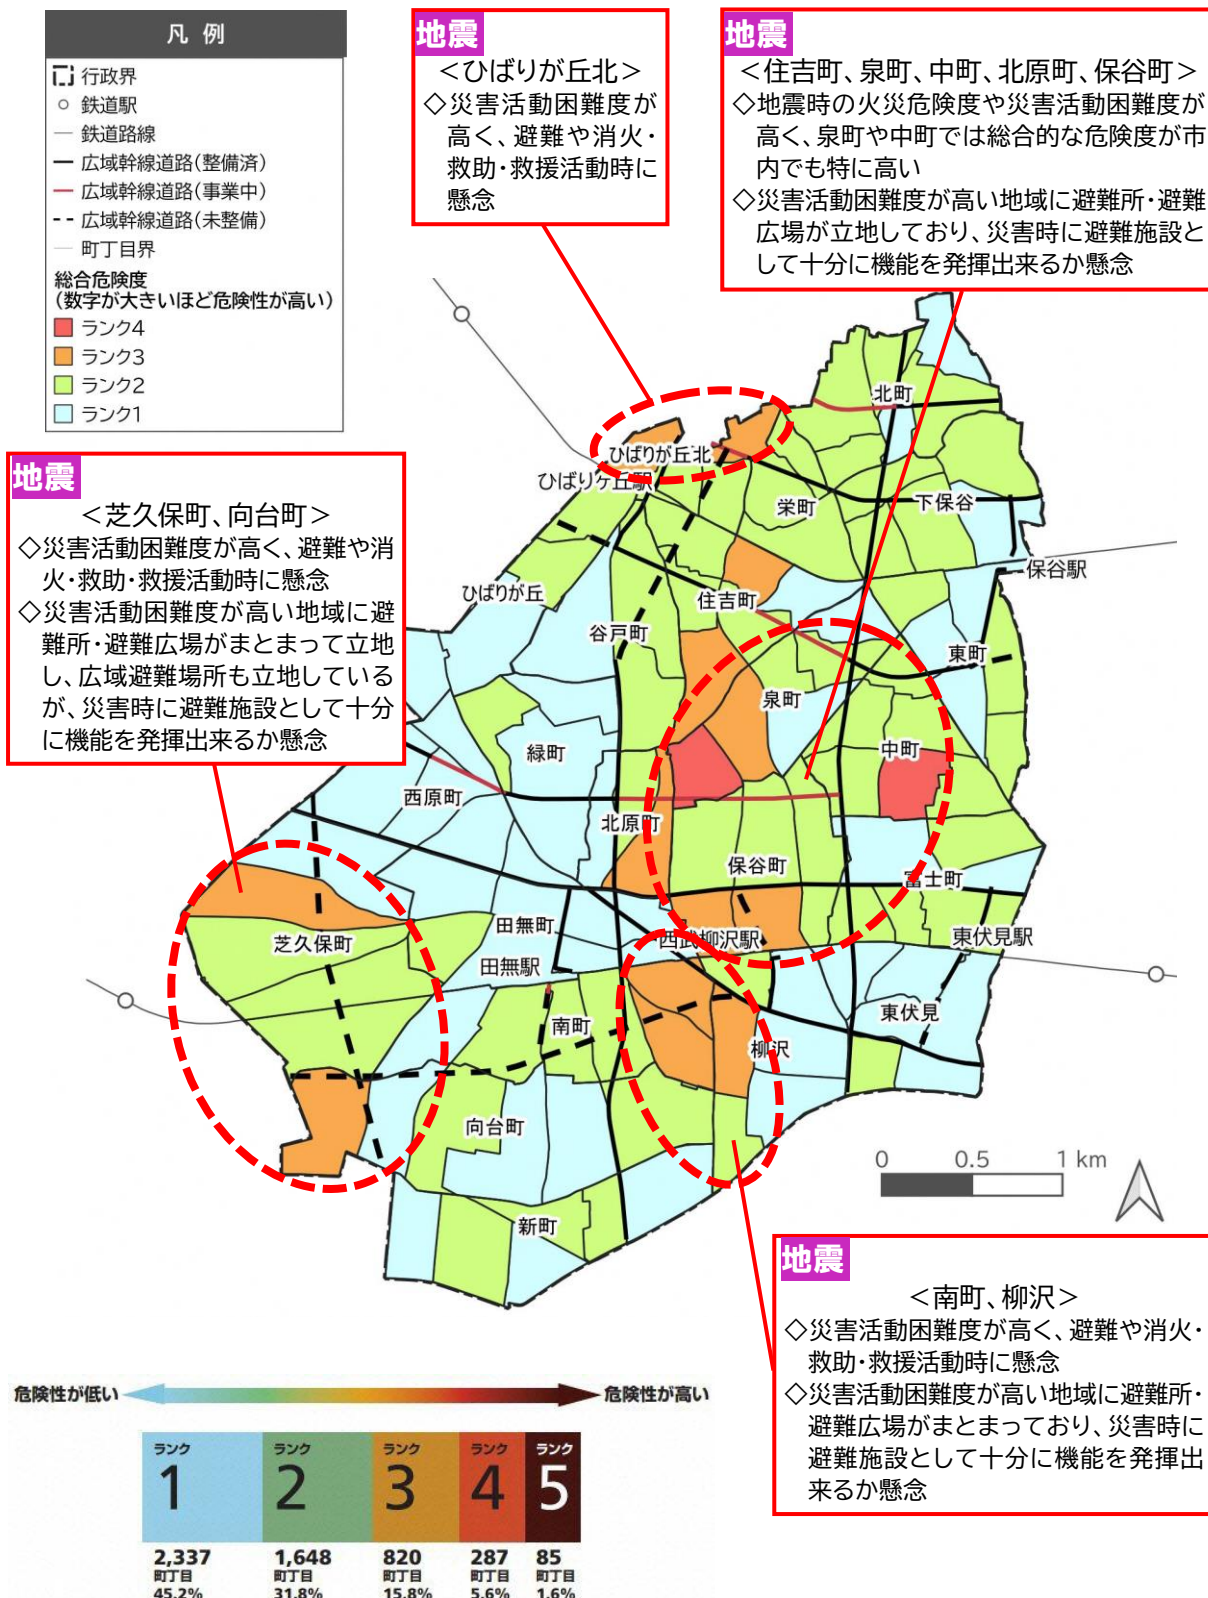 凡 例
行政界
鉄道駅
鉄道路線
広域幹線道路(整備済)
広域幹線道路(事業中)
広域幹線道路(未整備)
町丁目界
総合危険度
(数字が大きいほど危険性が高い)
ランク4
ランク3
ランク2
ランク1
地震
<ひばりが丘北>
◇災害活動困難度が
高く、避難や消火・
救助・救援活動時に
懸念
地震
<住吉町、泉町、中町、北原町、保谷町>
◇地震時の火災危険度や災害活動困難度が
高く、泉町や中町では総合的な危険度が市
内でも特に高い
◇災害活動困難度が高い地域に避難所・避難
広場が立地しており、災害時に避難施設と
して十分に機能を発揮出来るか懸念
地震
<芝久保町、向台町>
◇災害活動困難度が高く、避難や消
火・救助・救援活動時に懸念
◇災害活動困難度が高い地域に避
難所・避難広場がまとまって立地
し、広域避難場所も立地している
が、災害時に避難施設として十分
に機能を発揮出来るか懸念
北町
ひばりが丘北
ひばりヶ丘駅
栄町
下保谷
保谷駅
ひばりが丘
住吉町
谷戸町
東町
泉町
緑町
中町
西原町
北原町
保谷町
富士町
田無町
芝久保町
西武柳沢駅
東伏見駅
田無駅
南町
東伏見
柳沢
向台町
新町
0 0.5 1 km
地震
<南町、柳沢>
◇災害活動困難度が高く、避難や消火・
救助・救援活動時に懸念
◇災害活動困難度が高い地域に避難所・
避難広場がまとまっており、災害時に
避難施設として十分に機能を発揮出
来るか懸念
危険性が低い 危険性が高い
ランク ランク ランク ランク ランク
1 2 3 4 5
2,337 1,648 820 287 85
町丁目 町丁目 町丁目 町丁目 町丁目
45.2% 31.8% 15.8% 5.6% 1.6%